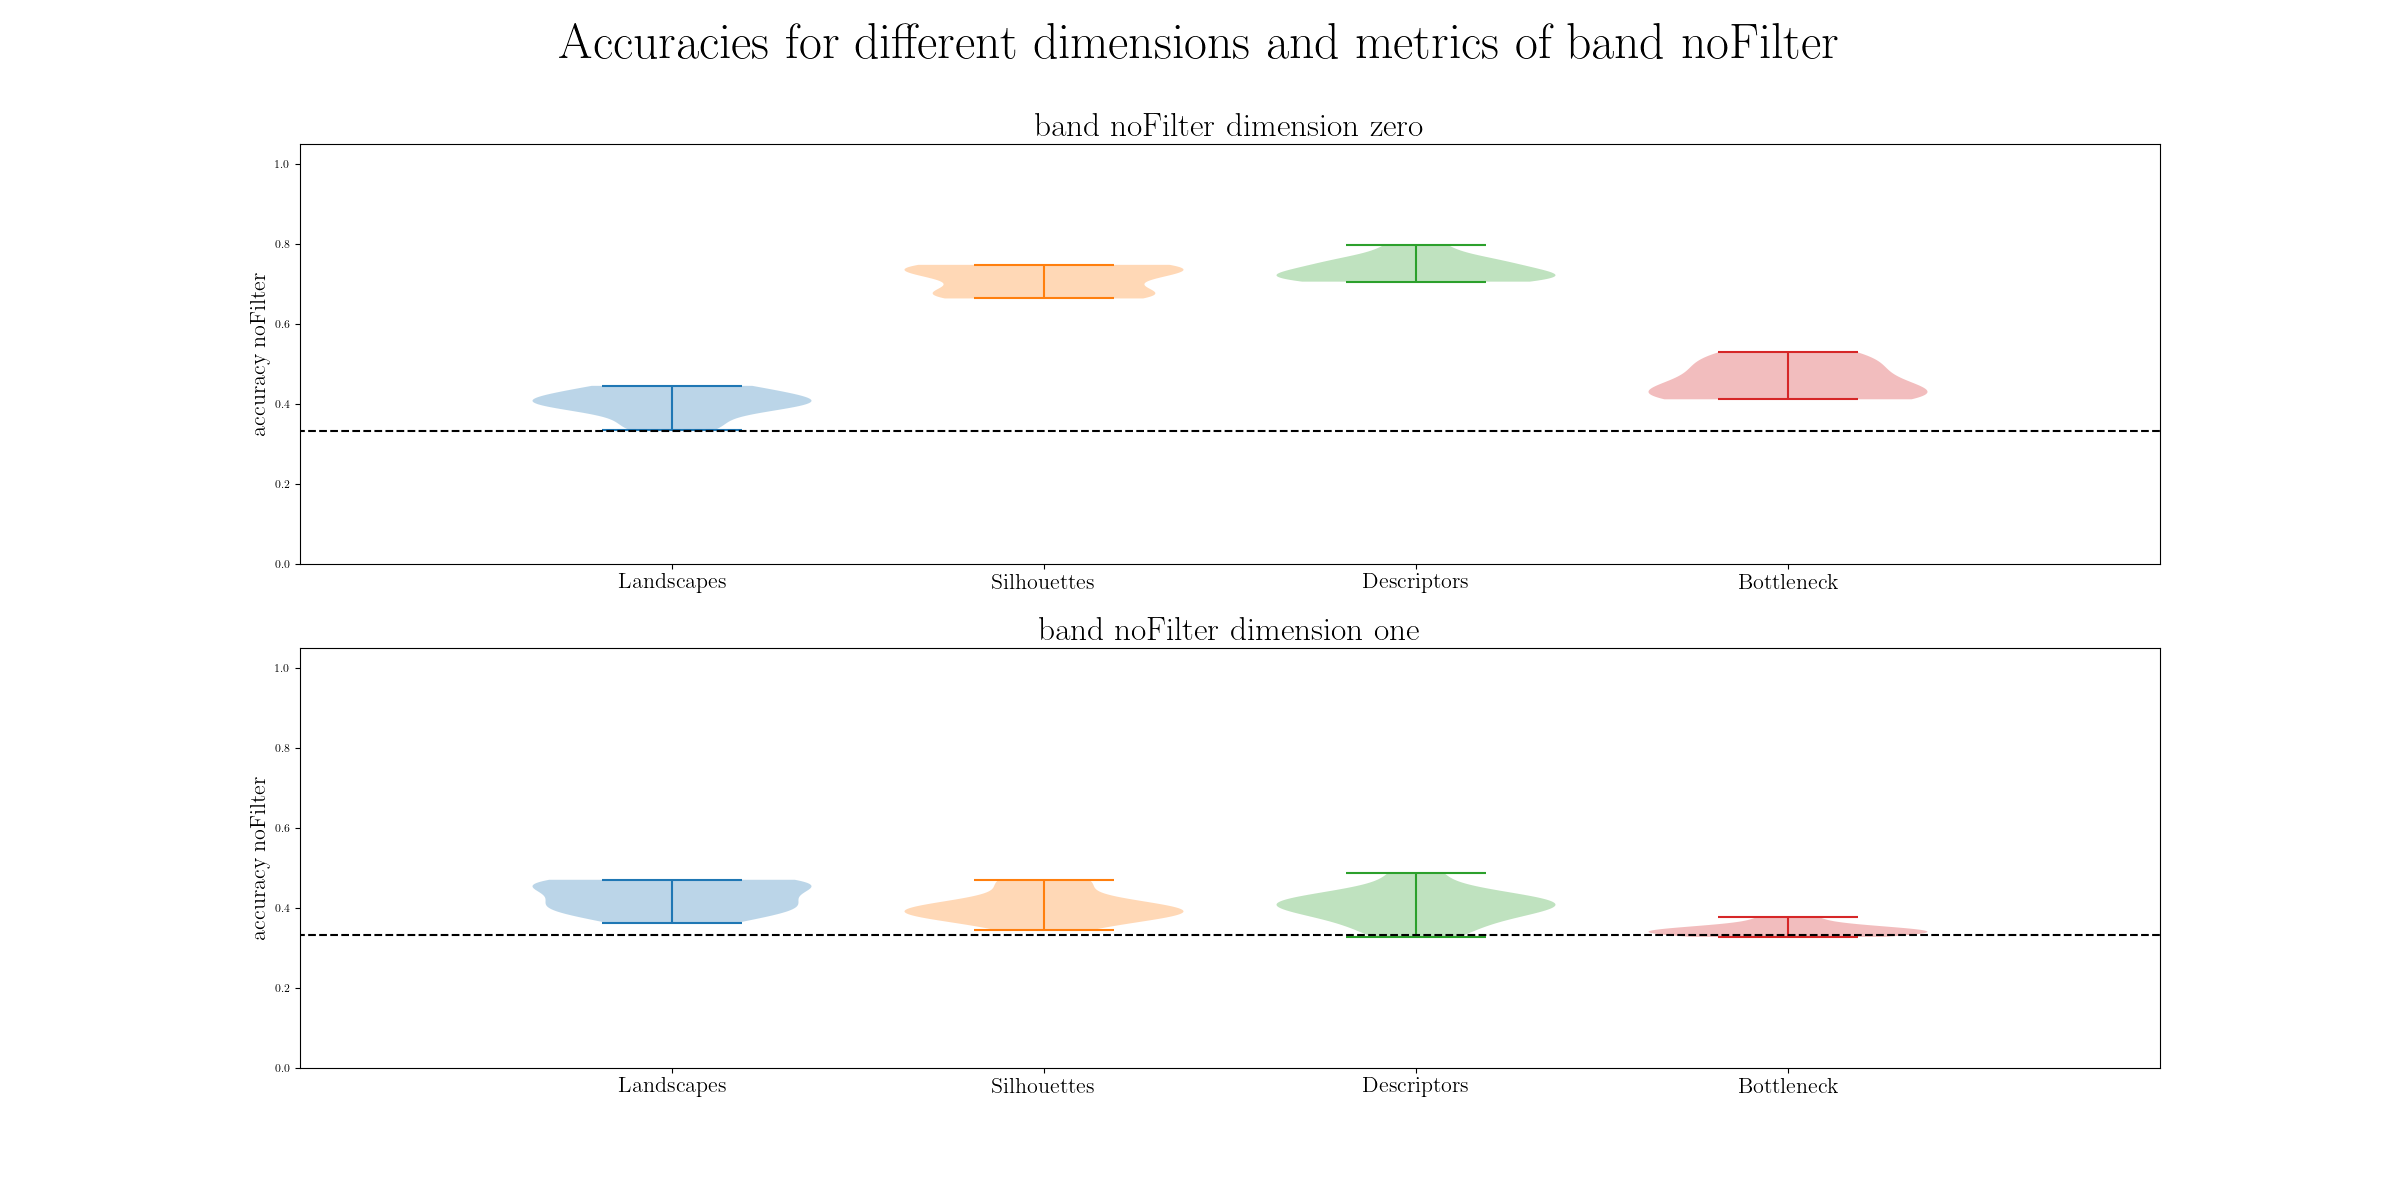 Accuracies for different dimensions and metrics of band noFilter
band noFilter dimension zero
accuracy noFilter
1.0
0.8
0.6
0.4
0.2
0.0
Landscapes Silhouettes Descriptors Bottleneck
band noFilter dimension one
accuracy noFilter
1.0
0.8
0.6
0.4
0.2
0.0
Landscapes Silhouettes Descriptors Bottleneck